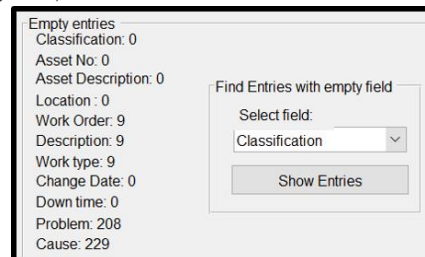 Empty entries
Classification: 0
Asset No: 0
Asset Description: 0
Location : 0
Work Order: 9
Description: 9
Work type: 9
Change Date: 0
Down time: 0
Problem: 208
Cause: 229
Find Entries with empty field
Select field:
Classification
Show Entries